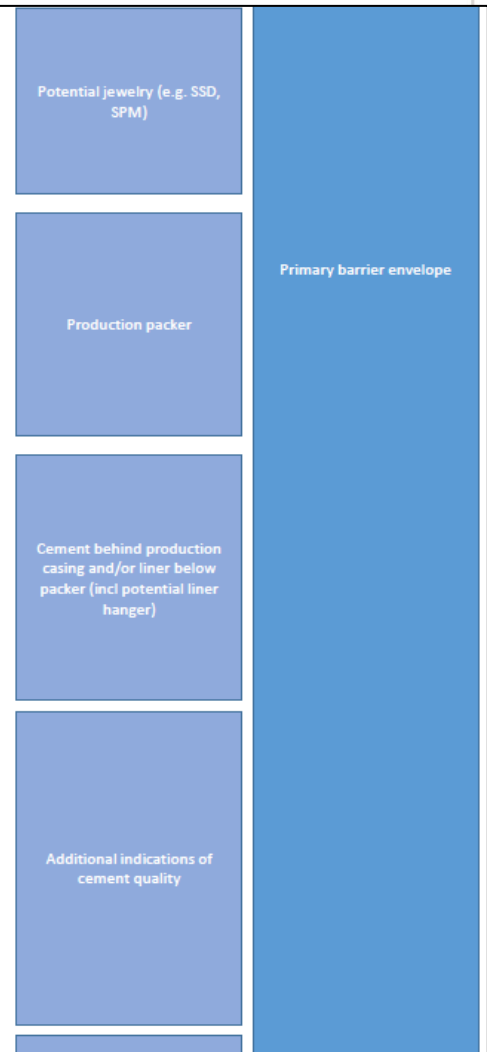 Potential jewelry (e.g. SSD,
SPM)
Primary barrier envelope
Production packer
Cement behind production
casing and/or liner below
packer (incl potential liner
hanger)
Additional indications of
cement quality